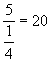 5/(1/4) = 20